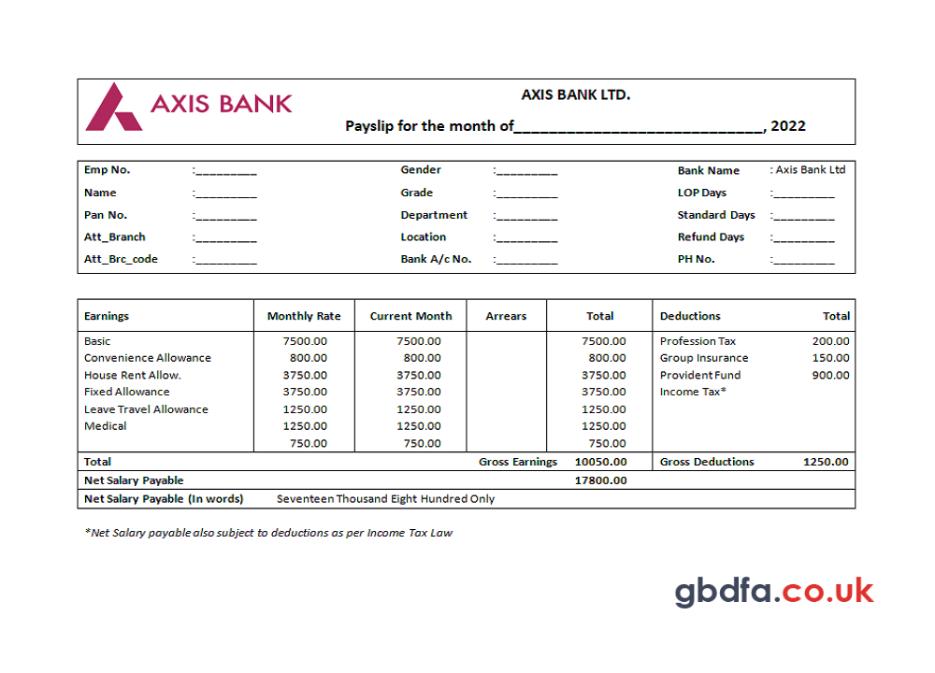 AXIS BANK
AXIS BANK LTD.
Payslip for the month of____________________________, 2022
Emp No. :_________ Gender :_________ Bank Name : Axis Bank Ltd
Name :_________ Grade :_________ LOP Days :_________
Pan No. :_________ Department :_________ Standard Days :_________
Att_Branch :_________ Location :_________ Refund Days :_________
Att_Brc_code :_________ Bank A/c No. :_________ PH No. :_________
Earnings Monthly Rate Current Month Arrears Total Deductions Total
Basic 7500.00 7500.00 7500.00 Profession Tax 200.00
Convenience Allowance 800.00 800.00 800.00 Group Insurance 150.00
House Rent Allow. 3750.00 3750.00 3750.00 Provident Fund 900.00
Fixed Allowance 3750.00 3750.00 3750.00 Income Tax*
Leave Travel Allowance 1250.00 1250.00 1250.00
Medical 1250.00 1250.00 1250.00
750.00 750.00 750.00
Total Gross Earnings 10050.00 Gross Deductions 1250.00
Net Salary Payable 17800.00
Net Salary Payable (In words) Seventeen Thousand Eight Hundred Only
*Net Salary payable also subject to deductions as per Income Tax Law
gbdfa.co.uk